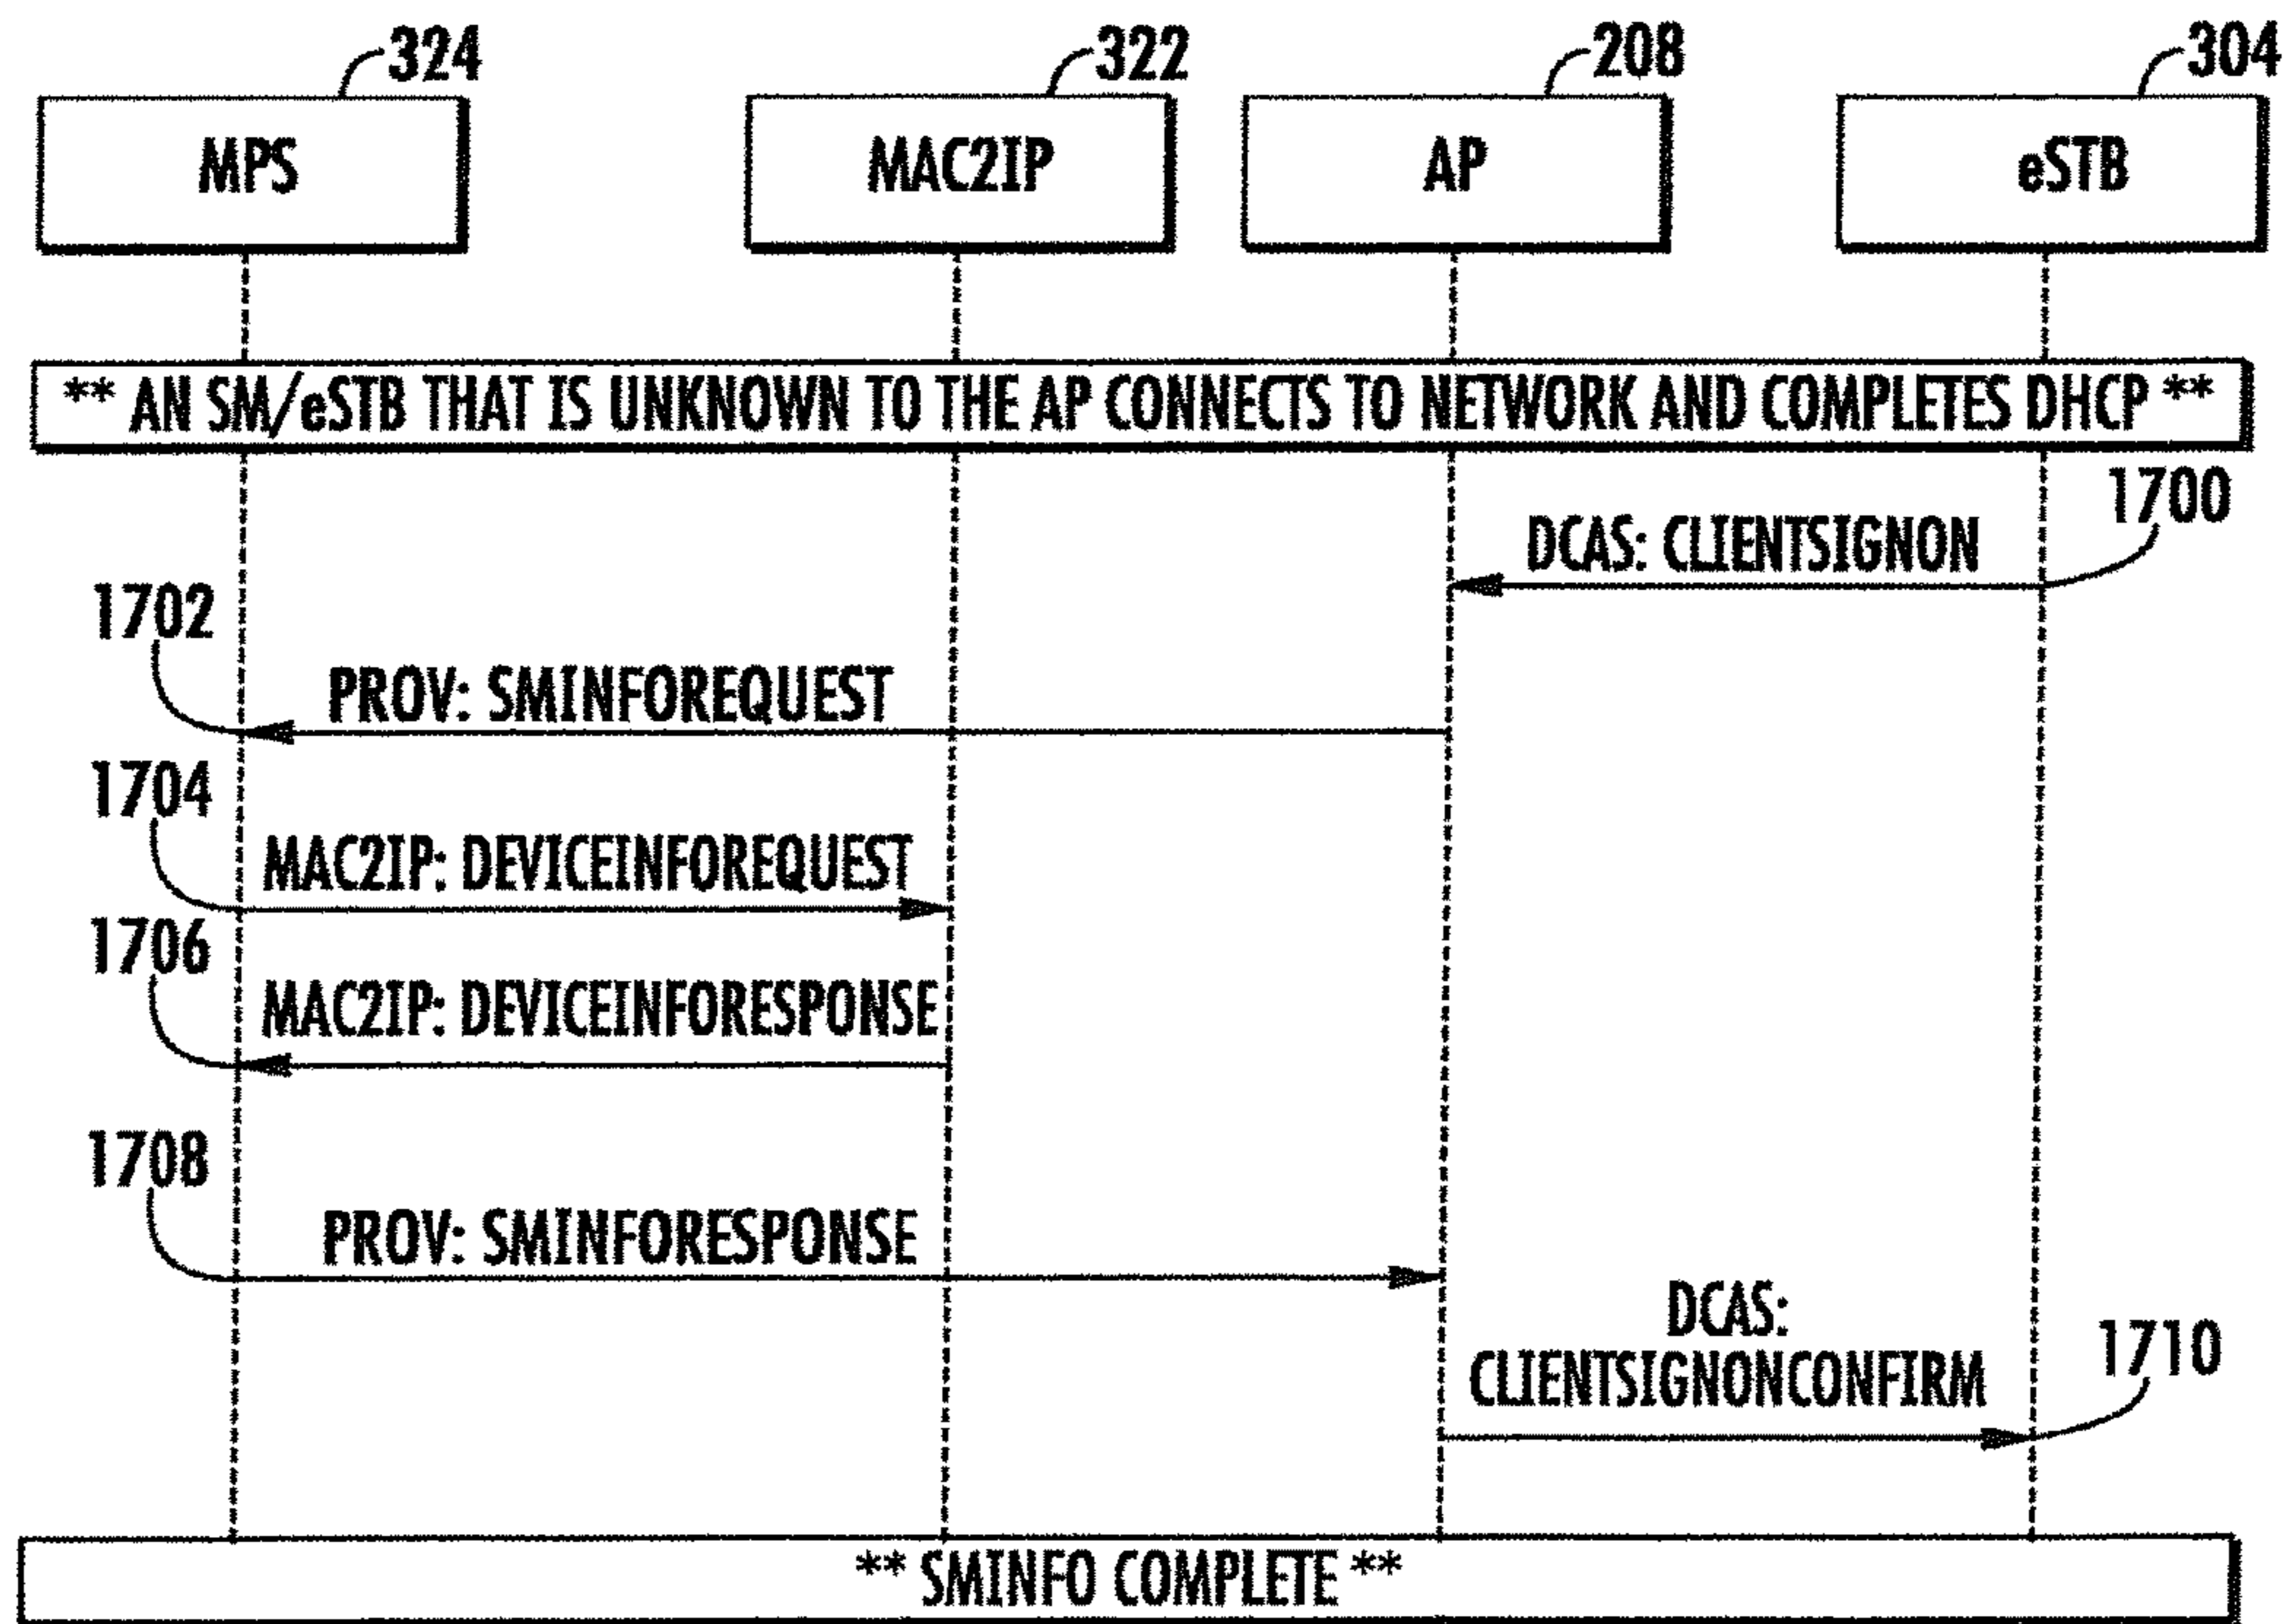 324
322
208
304
MPS
MAC2IP
AP
eSTB
** AN SM/eSTB THAT IS UNKNOWN TO THE AP CONNECTS TO NETWORK AND COMPLETES DHCP **
1700
DCAS: CLIENTSIGNON
1702
PROV: SMINFOREQUEST
1704
MAC2IP: DEVICEINFOREQUEST
1706
MAC2IP: DEVICEINFORESPONSE
1708
PROV: SMINFORESPONSE
DCAS:
CLIENTSIGNONCONFIRM
1710
** SMINFO COMPLETE **